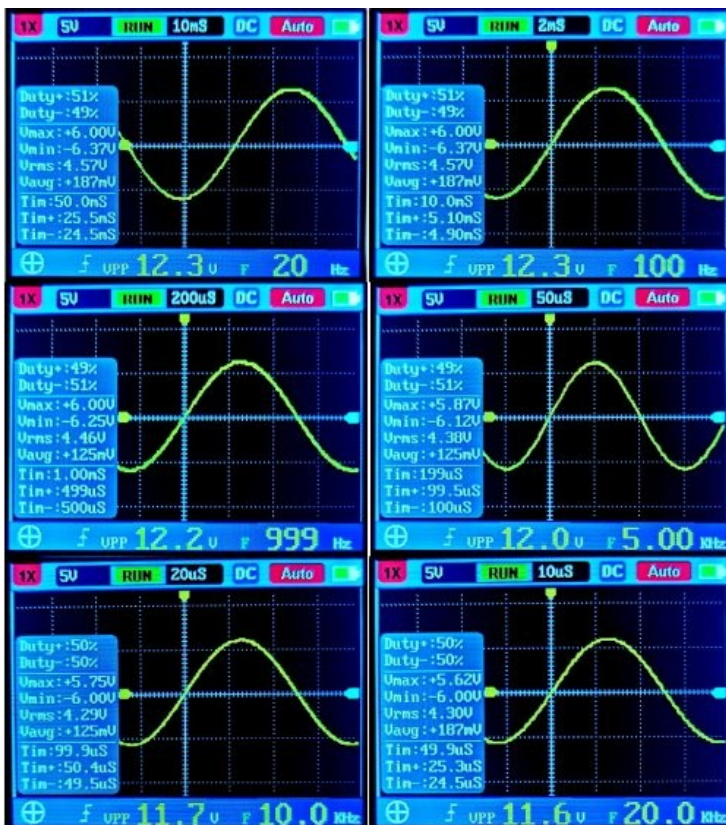 1X 5V RUN 10mS DC Auto
Duty+:51%
Duty-:49%
Vmax:+6.00V
Vmin:-6.37V
Vrms:4.57V
Vavg:+187mV
Tim:50.0mS
Tim+:25.5mS
Tim-:24.5mS
VPP 12.3 V F 20 Hz
1X 5V RUN 2mS DC Auto
Duty+:51%
Duty-:49%
Vmax:+6.00V
Vmin:-6.37V
Vrms:4.57V
Vavg:+187mV
Tim:10.0mS
Tim+:5.10mS
Tim-:4.90mS
VPP 12.3 V F 100 Hz
1X 5V RUN 200uS DC Auto
Duty+:49%
Duty-:51%
Vmax:+6.00V
Vmin:-6.25V
Vrms:4.46V
Vavg:+125mV
Tim:1.00mS
Tim+:499uS
Tim-:500uS
VPP 12.2 V F 999 Hz
1X 5V RUN 50uS DC Auto
Duty+:49%
Duty-:51%
Vmax:+5.87V
Vmin:-6.12V
Vrms:4.38V
Vavg:+125mV
Tim:199uS
Tim+:99.5uS
Tim-:100uS
VPP 12.0 V F 5.00 KHz
1X 5V RUN 20uS DC Auto
Duty+:50%
Duty-:50%
Vmax:+5.75V
Vmin:-6.00V
Vrms:4.29V
Vavg:+125mV
Tim:99.9uS
Tim+:50.4uS
Tim-:49.5uS
VPP 11.7 V F 10.0 KHz
1X 5V RUN 10uS DC Auto
Duty+:50%
Duty-:50%
Vmax:+5.62V
Vmin:-6.00V
Vrms:4.30V
Vavg:+187mV
Tim:49.9uS
Tim+:25.3uS
Tim-:24.5uS
VPP 11.6 V F 20.0 KHz